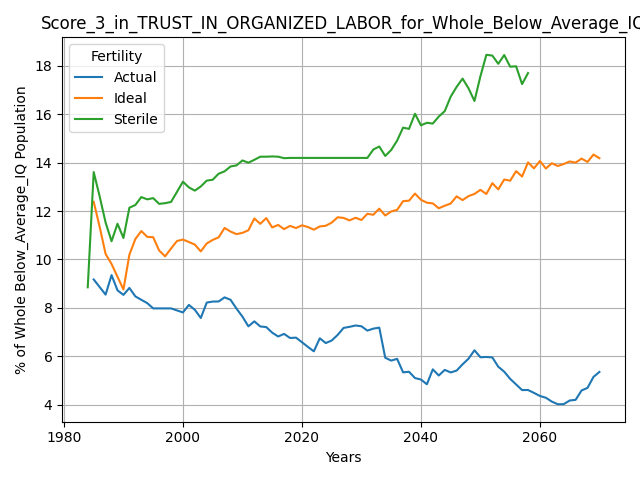 Score_3_in_TRUST_IN_ORGANIZED_LABOR_for_Whole_Below_Average_IQ
Fertility
Actual
Ideal
Sterile
% of Whole Below_Average_IQ Population
18
16
14
12
10
8
6
4
1980 2000 2020 2040 2060
Years